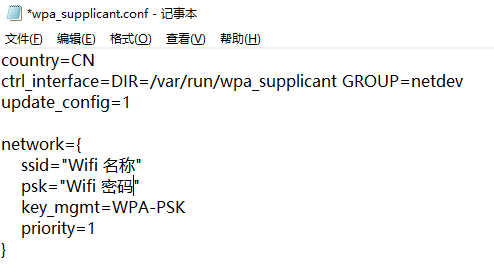 *wpa_supplicant.conf - 记事本
文件(F) 编辑(E) 格式(O) 查看(V) 帮助(H)
country=CN
ctrl_interface=DIR=/var/run/wpa_supplicant GROUP=netdev
update_config=1
network={
ssid="Wifi 名称"
psk="Wifi 密码"
key_mgmt=WPA-PSK
priority=1
}